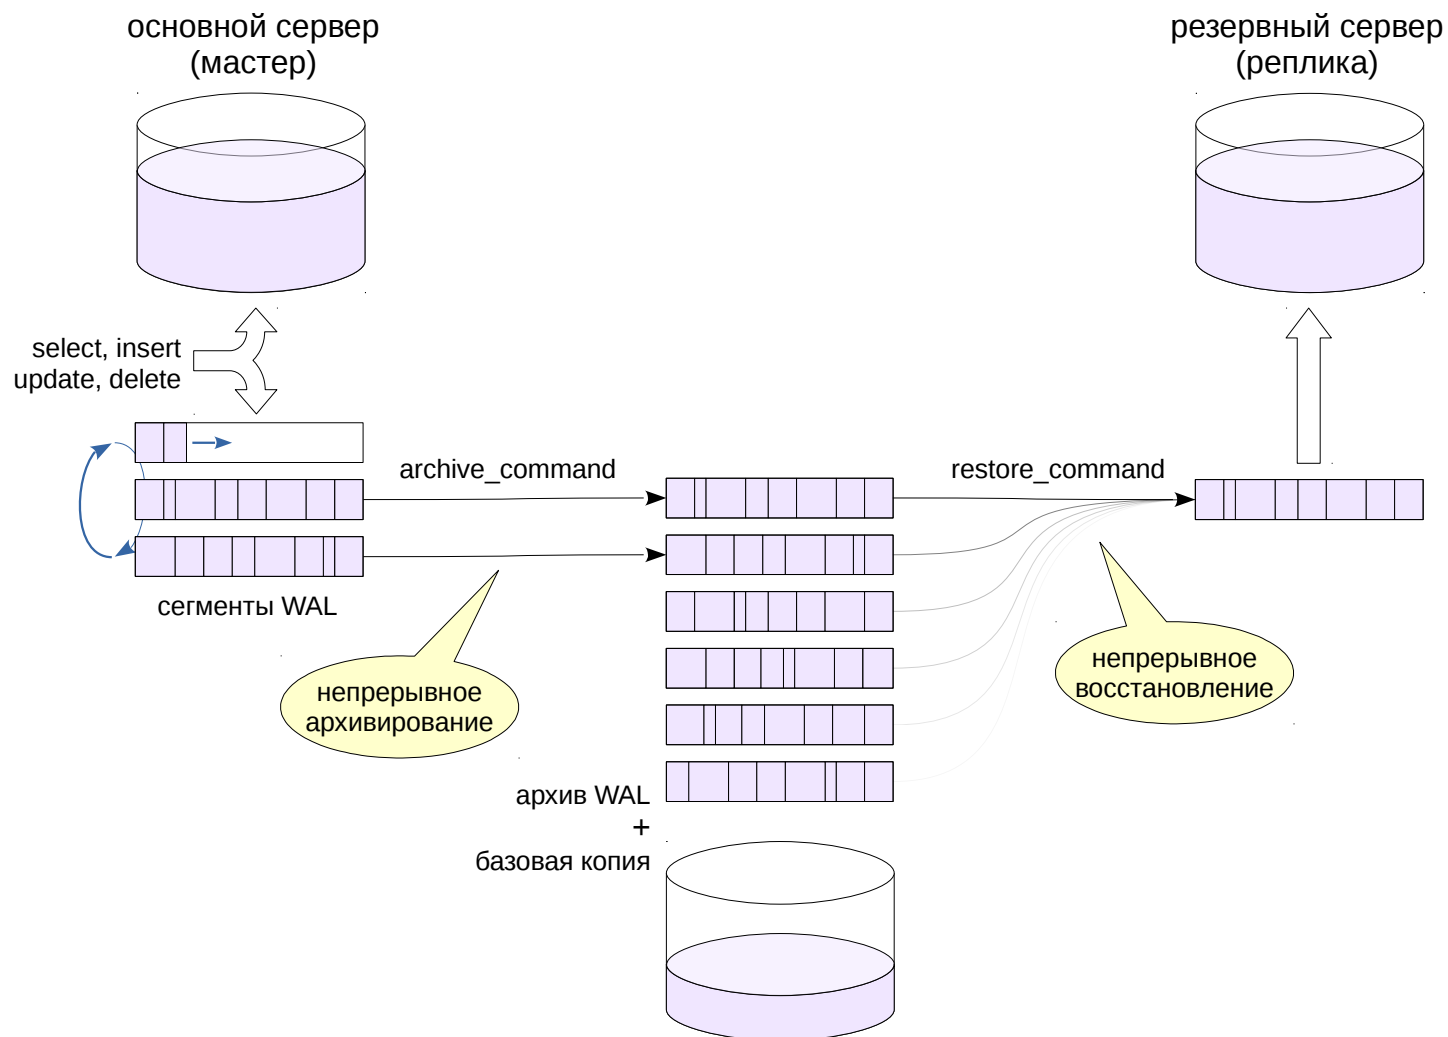 основной сервер
(мастер)
резервный сервер
(реплика)
select, insert
update, delete
archive_command
restore_command
сегменты WAL
непрерывное
архивирование
непрерывное
восстановление
архив WAL
+
базовая копия